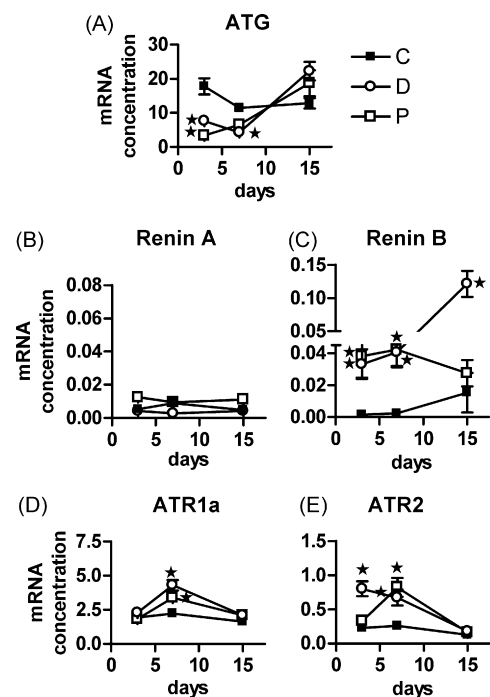 (A) ATG
mRNA
concentration
30
20
10
0
0 5 10 15
days
C
D
P
(B) Renin A
mRNA
concentration
0.08
0.06
0.04
0.02
0.00
0 5 10 15
days
(C) Renin B
0.15
0.10
0.05
0.04
0.02
0.00
0 5 10 15
days
(D) ATR1a
mRNA
concentration
7.5
5.0
2.5
0.0
0 5 10 15
days
(E) ATR2
1.5
1.0
0.5
0.0
0 5 10 15
days